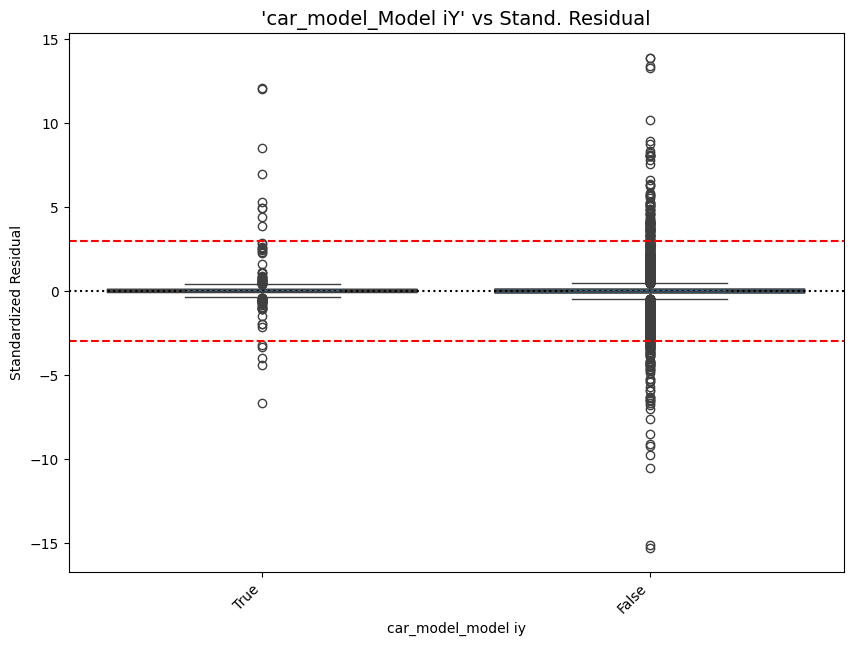 'car_model_Model iY' vs Stand. Residual
15
10
5
0
−5
−10
−15
Standardized Residual
True
False
car_model_model iy